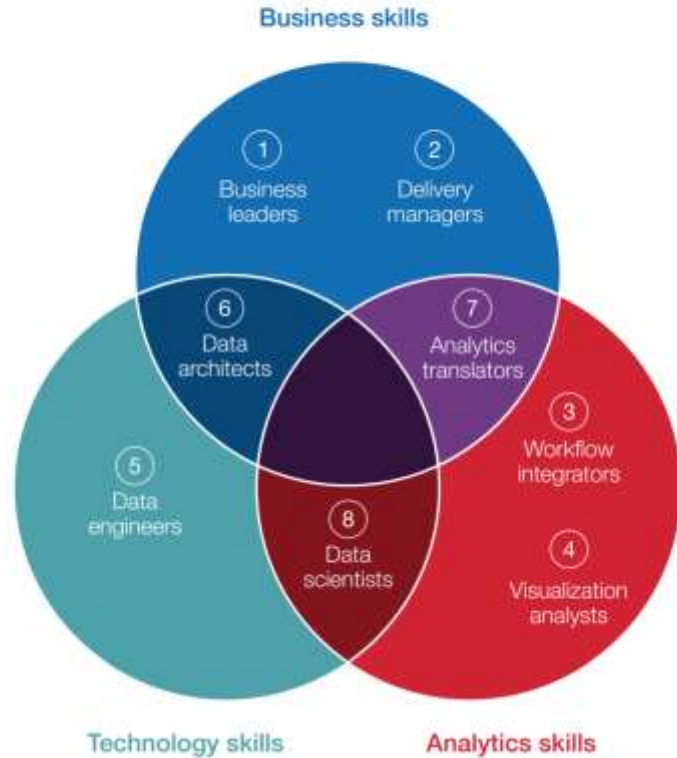 Business skills
1
Business
leaders
2
Delivery
managers
6
Data
architects
7
Analytics
translators
3
Workflow
integrators
5
Data
engineers
8
Data
scientists
4
Visualization
analysts
Technology skills
Analytics skills